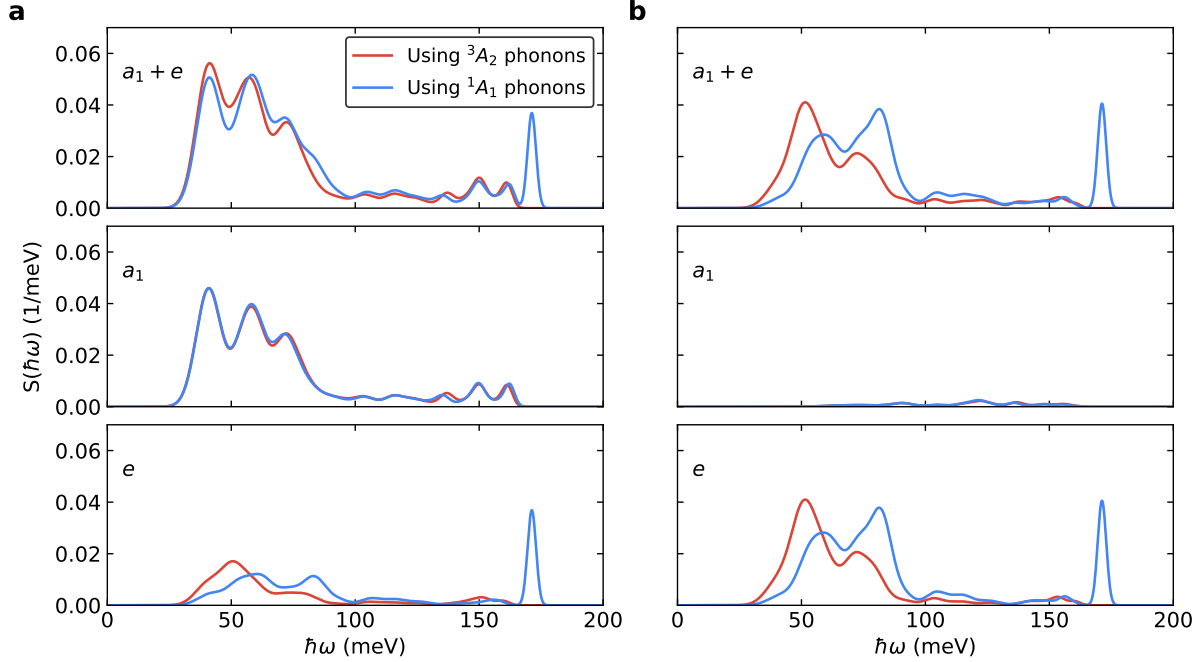 a
b
0.06
0.04
0.02
0.00
a₁ + e
Using ³A₂ phonons
Using ¹A₁ phonons
a₁ + e
S(ħω) (1/meV)
0.06
0.04
0.02
0.00
a₁
a₁
0.06
0.04
0.02
0.00
e
e
0 50 100 150 200
0 50 100 150 200
ħω (meV)
ħω (meV)